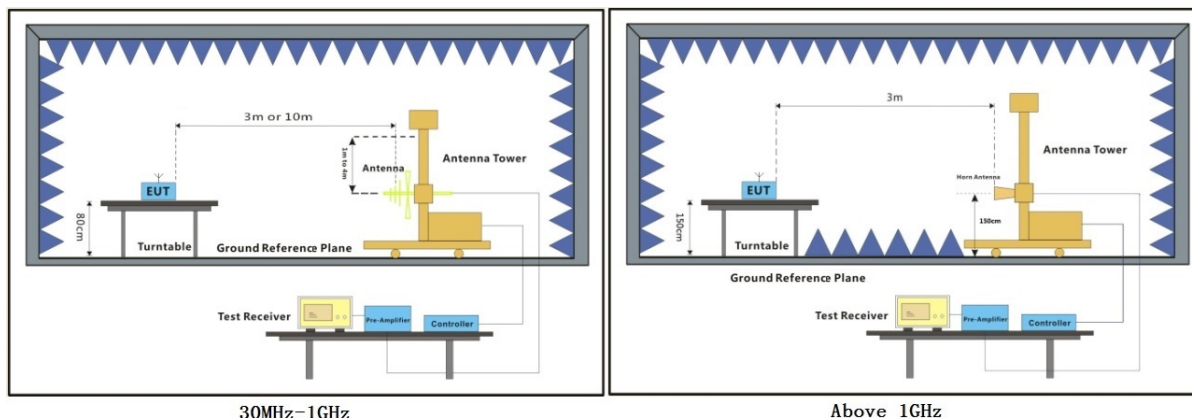 3m or 10m
1m to 4m
Antenna
Antenna Tower
EUT
80cm
Turntable
Ground Reference Plane
Test Receiver
Pre-Amplifier
Controller
30MHz-1GHz
3m
Antenna Tower
Horn Antenna
EUT
150cm
150cm
Turntable
Ground Reference Plane
Test Receiver
Pre-Amplifier
Controller
Above 1GHz